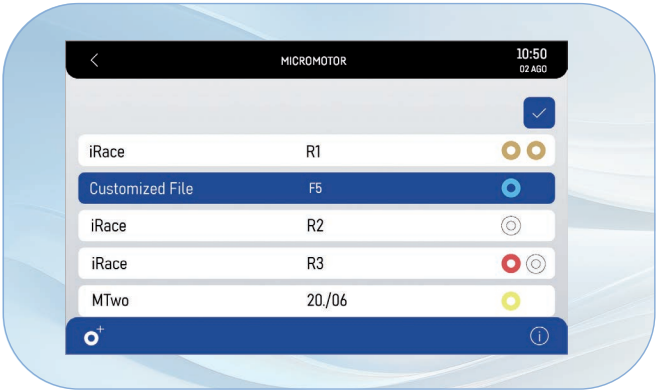 MICROMOTOR
10:50
02 AGO
iRace R1
Customized File F5
iRace R2
iRace R3
MTwo 20./06